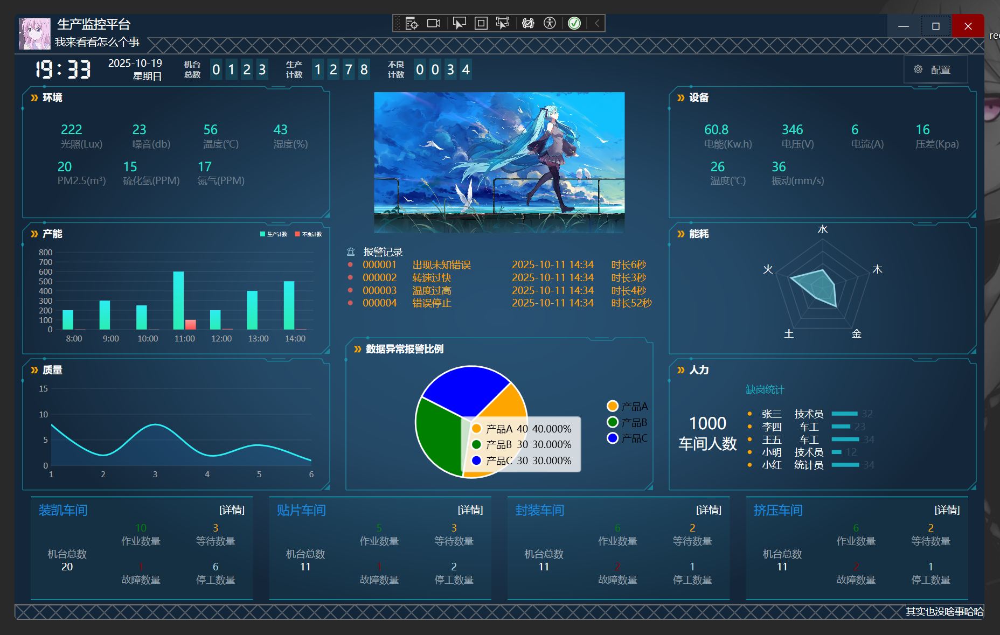 生产监控平台
我来看看怎么个事
19:33
2025-10-19
星期日
机台
总数
0 1 2 3
生产
计数
1 2 7 8
不良
计数
0 0 3 4
配置
环境
222
光照(Lux)
23
噪音(db)
56
温度(℃)
43
湿度(%)
20
PM2.5(m³)
15
硫化氢(PPM)
17
氮气(PPM)
产能
生产计数
不良计数
800
700
600
500
400
300
200
100
0
8:00
9:00
10:00
11:00
12:00
13:00
14:00
质量
15
10
5
0
1
2
3
4
5
6
报警记录
000001 出现未知错误 2025-10-11 14:34 时长6秒
000002 转速过快 2025-10-11 14:34 时长3秒
000003 温度过高 2025-10-11 14:34 时长4秒
000004 错误停止 2025-10-11 14:34 时长52秒
数据异常报警比例
产品A 40 40.000%
产品B 30 30.000%
产品C 30 30.000%
产品A
产品B
产品C
设备
60.8
电能(Kw.h)
346
电压(V)
6
电流(A)
16
压差(Kpa)
26
温度(℃)
36
振动(mm/s)
能耗
水
木
金
土
火
人力
1000
车间人数
缺岗统计
张三 技术员 32
李四 车工 23
王五 车工 34
小明 技术员 12
小红 统计员 34
装凯车间
[详情]
机台总数
20
10
作业数量
3
等待数量
1
故障数量
6
停工数量
贴片车间
[详情]
机台总数
11
5
作业数量
3
等待数量
1
故障数量
2
停工数量
封装车间
[详情]
机台总数
11
6
作业数量
2
等待数量
2
故障数量
1
停工数量
挤压车间
[详情]
机台总数
11
6
作业数量
2
等待数量
2
故障数量
1
停工数量
其实也没啥事哈哈